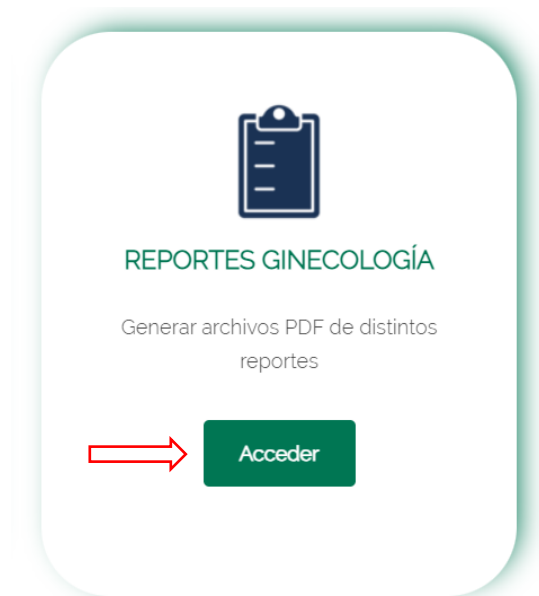 REPORTES GINECOLOGÍA
Generar archivos PDF de distintos
reportes
Acceder